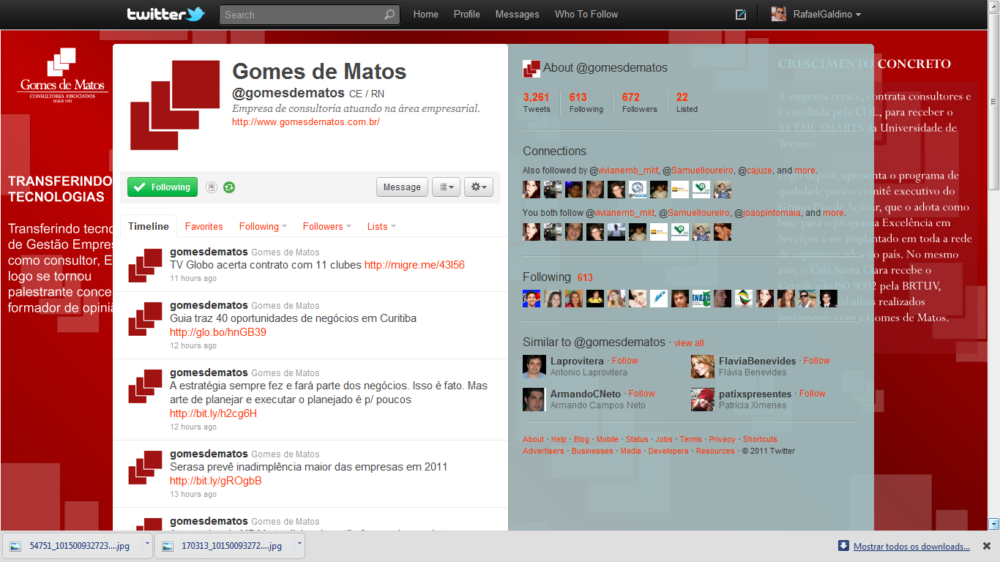 twitter
Search
Home
Profile
Messages
Who To Follow
RafaelGaldino
Gomes de Matos
CONSULTORES ASSOCIADOS
DESDE 1995
TRANSFERINDO
TECNOLOGIAS
Transferindo tecno
de Gestão Empres
como consultor, E
logo se tornou
palestrante conce
formador de opiniã
Gomes de Matos
@gomesdematos CE / RN
Empresa de consultoria atuando na área empresarial.
http://www.gomesdematos.com.br/
Following
Message
Timeline
Favorites
Following
Followers
Lists
gomesdematos Gomes de Matos
TV Globo acerta contrato com 11 clubes http://migre.me/43l56
11 hours ago
gomesdematos Gomes de Matos
Guia traz 40 oportunidades de negócios em Curitiba
http://glo.bo/hnGB39
12 hours ago
gomesdematos Gomes de Matos
A estratégia sempre fez e fará parte dos negócios. Isso é fato. Mas
arte de planejar e executar o planejado é p/ poucos
http://bit.ly/h2cg6H
12 hours ago
gomesdematos Gomes de Matos
Serasa prevê inadimplência maior das empresas em 2011
http://bit.ly/gROgbB
13 hours ago
gomesdematos Gomes de Matos
About @gomesdematos
3,261 613 672 22
Tweets Following Followers Listed
Connections
Also followed by @vivianemb_mkt, @Samuelloureiro, @cajuze, and more.
You both follow @vivianemb_mkt, @Samuelloureiro, @joaopintomaia, and more.
Following 613
Similar to @gomesdematos · view all
Laprovitera · Follow
Antonio Laprovitera
FlaviaBenevides · Follow
Flávia Benevides
ArmandoCNeto · Follow
Armando Campos Neto
patixspresentes · Follow
Patrícia Ximenes
About · Help · Blog · Mobile · Status · Jobs · Terms · Privacy · Shortcuts
Advertisers · Businesses · Media · Developers · Resources · © 2011 Twitter
CRESCIMENTO CONCRETO
A empresa cresce, contrata consultores e
é escolhida pela CDL, para receber o
RETAIL SMARTS da Universidade de
Toronto.
Logo depois, apresenta o programa de
qualidade para o comitê executivo do
Grupo Pão de Açúcar, que o adota como
base para o programa Excelência em
Serviços a ser implantado em toda a rede
de supermercados do país. No mesmo
ano, o Café Santa Clara recebe o
Certificado IS0 9002 pela BRTUV,
trabalhos realizados
juntamente com a Gomes de Matos.
54751_101500932723....jpg
170313_10150093272....jpg
Mostrar todos os downloads...